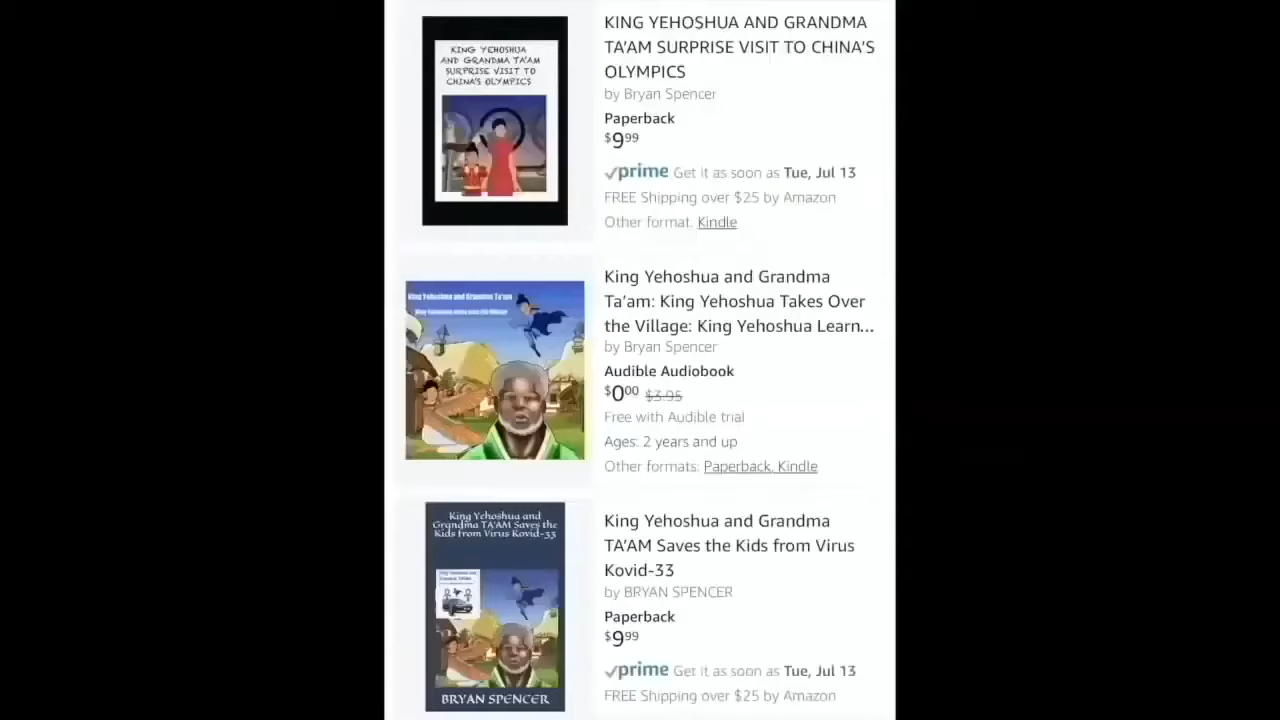 KING YEHOSHUA
AND GRANDMA TA'AM
SURPRISE VISIT TO
CHINA'S OLYMPICS
KING YEHOSHUA AND GRANDMA
TA'AM SURPRISE VISIT TO CHINA'S
OLYMPICS
by Bryan Spencer
Paperback
$9.99
prime Get it as soon as Tue, Jul 13
FREE Shipping over $25 by Amazon
Other format: Kindle
King Yehoshua and Grandma Ta'am
King Yehoshua and Grandma
Ta'am: King Yehoshua Takes Over
the Village: King Yehoshua Learn...
by Bryan Spencer
Audible Audiobook
$0.00 $3.95
Free with Audible trial
Ages: 2 years and up
Other formats: Paperback, Kindle
King Yehoshua and
Grandma TA'AM Saves the
Kids from Virus Kovid-33
BRYAN SPENCER
King Yehoshua and Grandma
TA'AM Saves the Kids from Virus
Kovid-33
by BRYAN SPENCER
Paperback
$9.99
prime Get it as soon as Tue, Jul 13
FREE Shipping over $25 by Amazon